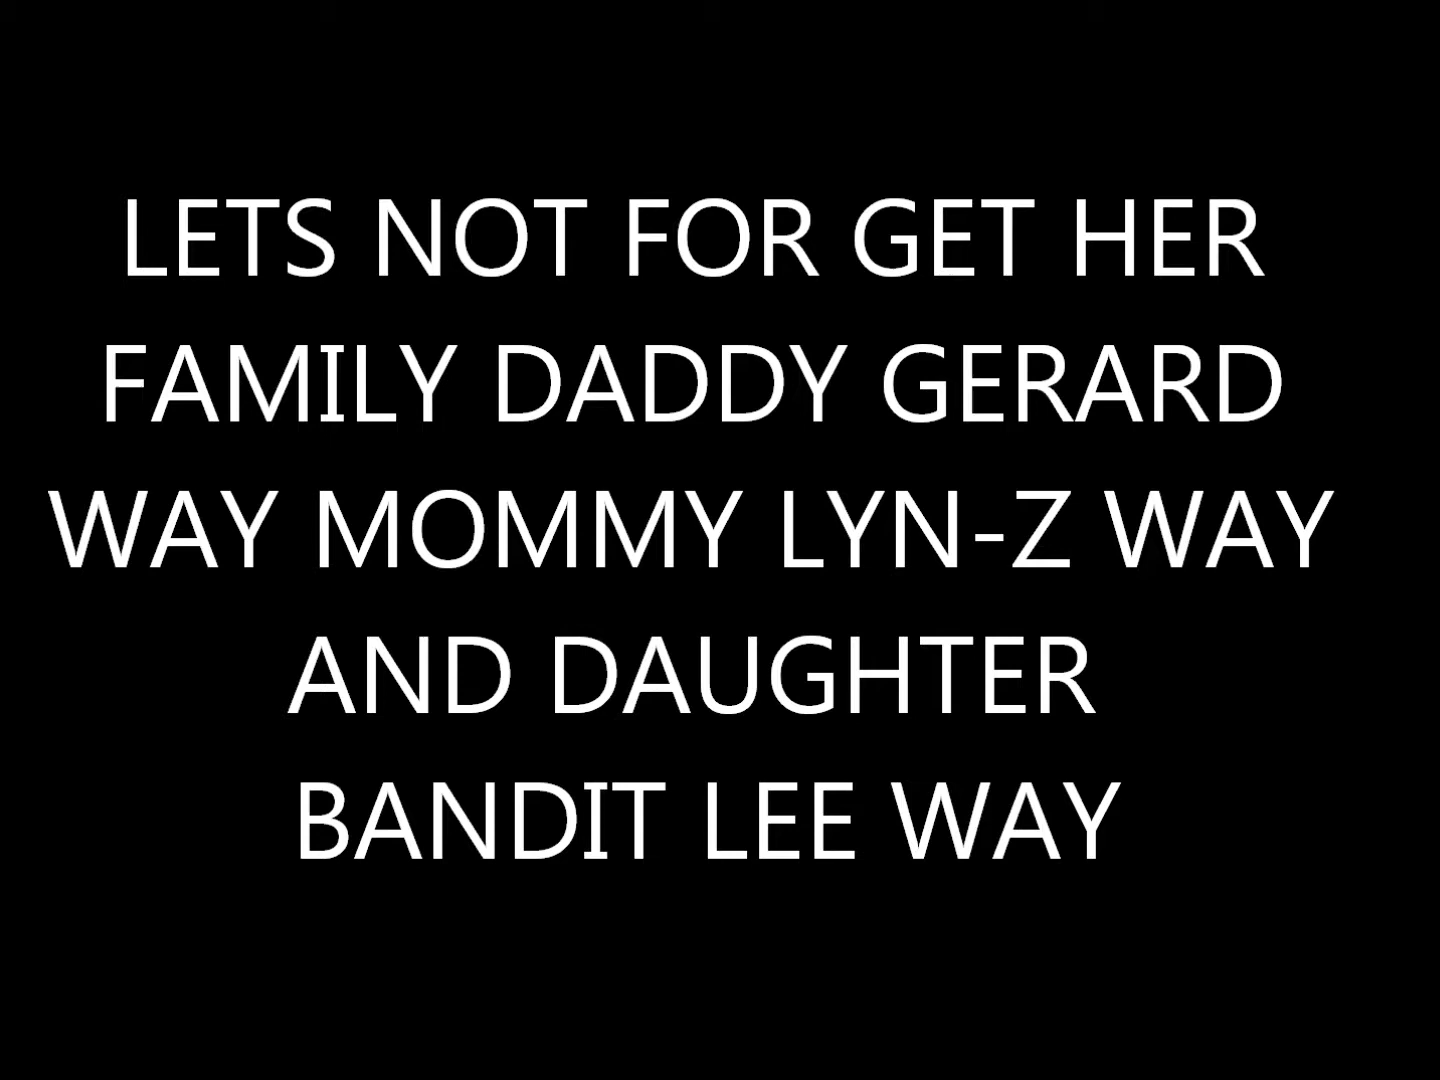 LETS NOT FOR GET HER
FAMILY DADDY GERARD
WAY MOMMY LYN-Z WAY
AND DAUGHTER
BANDIT LEE WAY